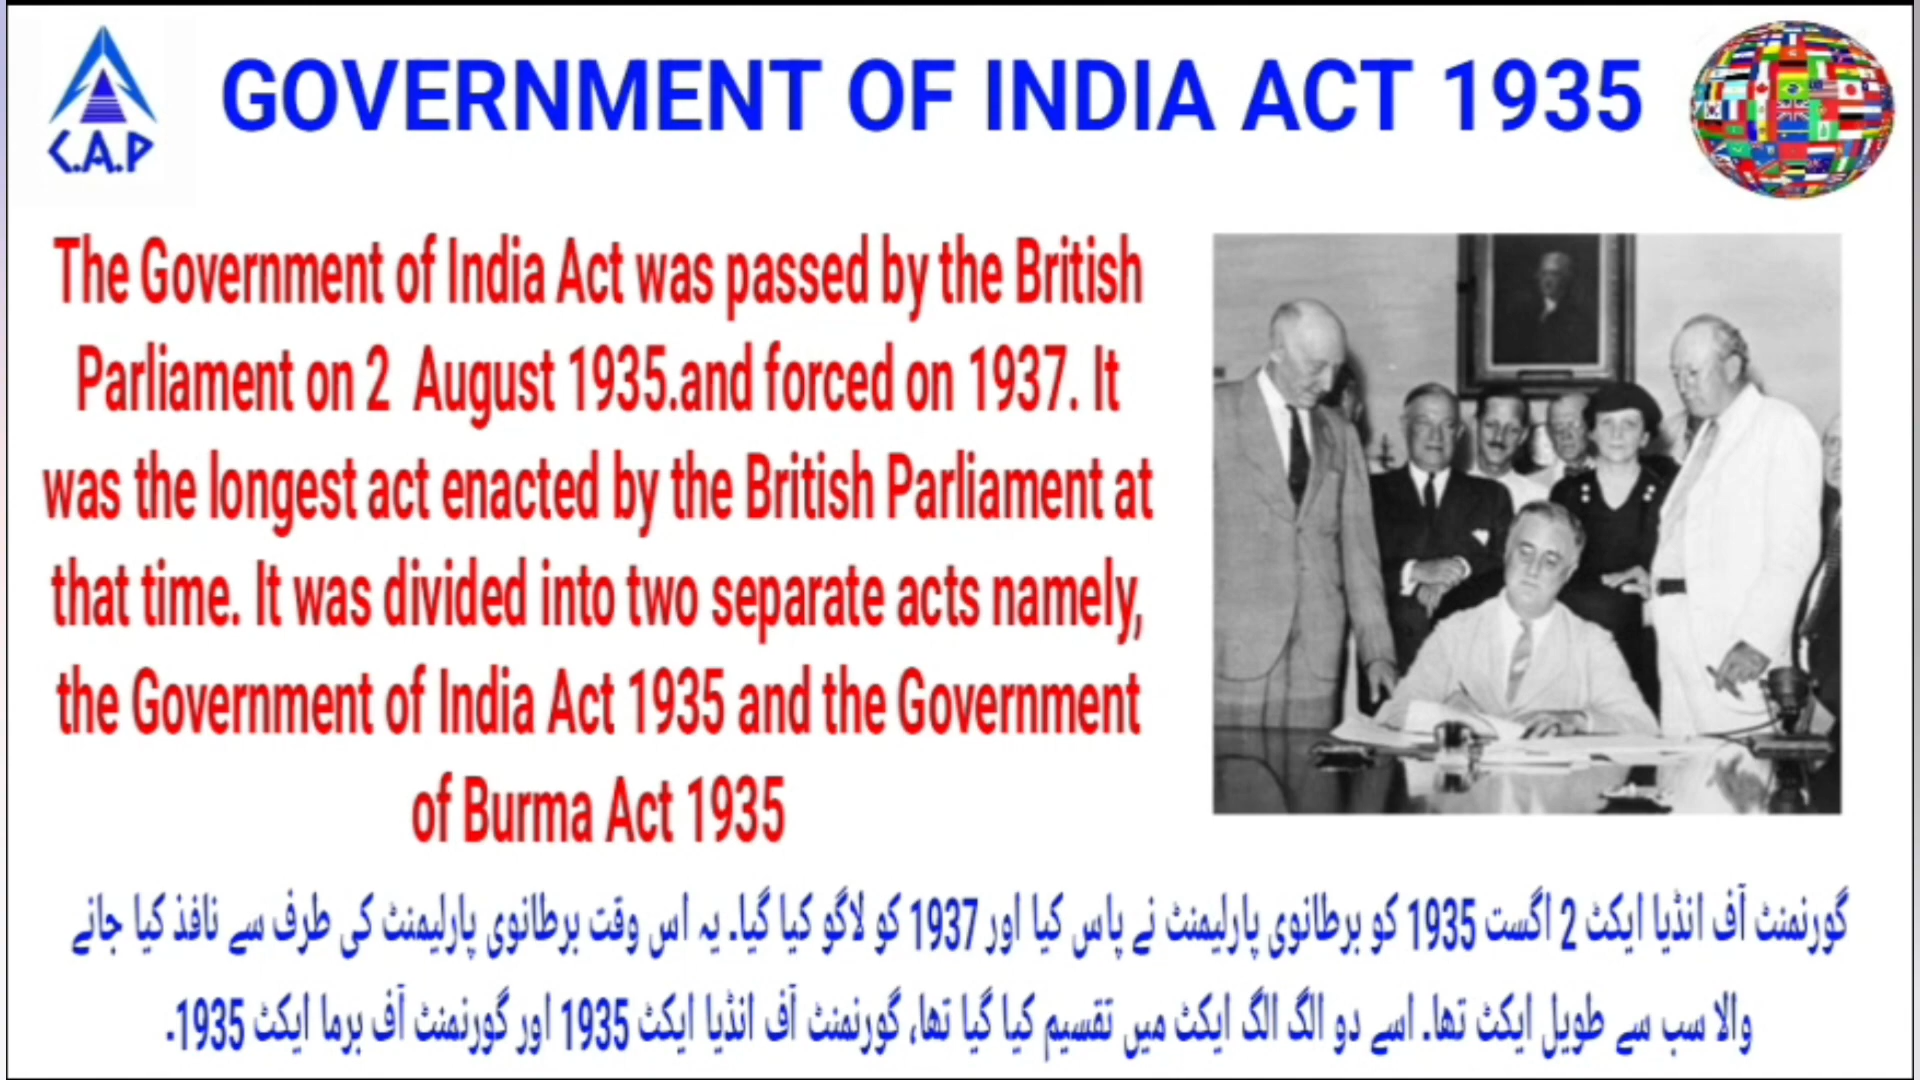 C.A.P
GOVERNMENT OF INDIA ACT 1935
The Government of India Act was passed by the British
Parliament on 2 August 1935.and forced on 1937. It
was the longest act enacted by the British Parliament at
that time. It was divided into two separate acts namely,
the Government of India Act 1935 and the Government
of Burma Act 1935
گورنمنٹ آف انڈیا ایکٹ 2 اگست 1935 کو برطانوی پارلیمنٹ نے پاس کیا اور 1937 کو لاگو کیا گیا۔ یہ اس وقت برطانوی پارلیمنٹ کی طرف سے نافذ کیا جانے
والا سب سے طویل ایکٹ تھا۔ اسے دو الگ الگ ایکٹ میں تقسیم کیا گیا تھا، گورنمنٹ آف انڈیا ایکٹ 1935 اور گورنمنٹ آف برما ایکٹ 1935.